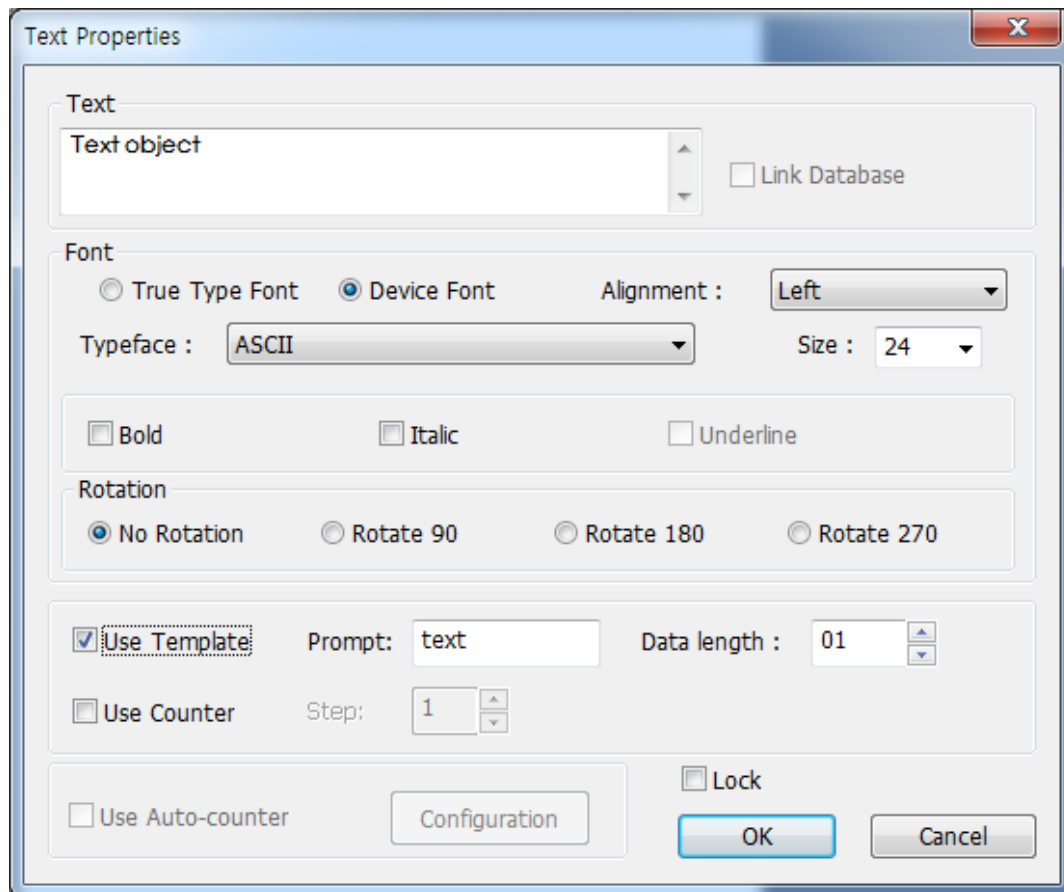 Text Properties
Text
Text object
Link Database
Font
True Type Font Device Font Alignment : Left
Typeface : ASCII Size : 24
Bold Italic Underline
Rotation
No Rotation Rotate 90 Rotate 180 Rotate 270
Use Template Prompt: text Data length : 01
Use Counter Step: 1
Lock
Use Auto-counter Configuration
OK Cancel